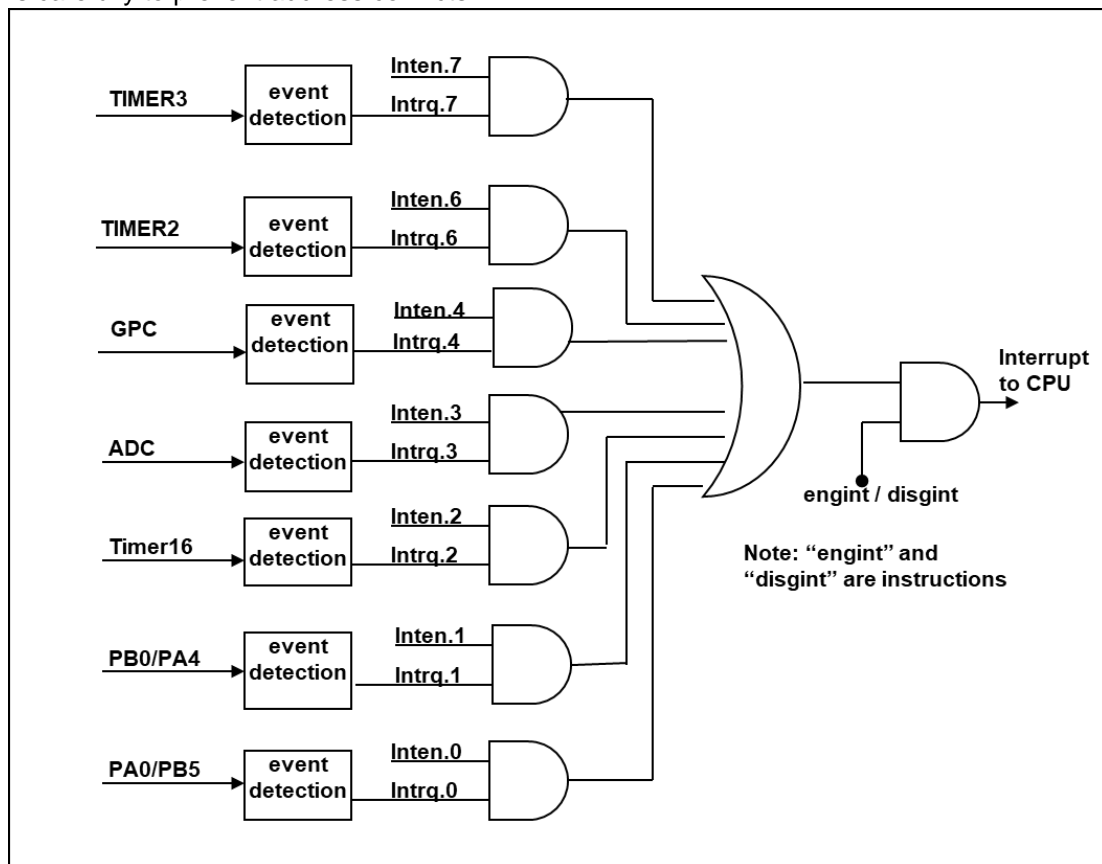 TIMER3
event
detection
Inten.7
Intrq.7
TIMER2
event
detection
Inten.6
Intrq.6
GPC
event
detection
Inten.4
Intrq.4
ADC
event
detection
Inten.3
Intrq.3
Timer16
event
detection
Inten.2
Intrq.2
PB0/PA4
event
detection
Inten.1
Intrq.1
PA0/PB5
event
detection
Inten.0
Intrq.0
Interrupt
to CPU
engint / disgint
Note: “engint” and
“disgint” are instructions